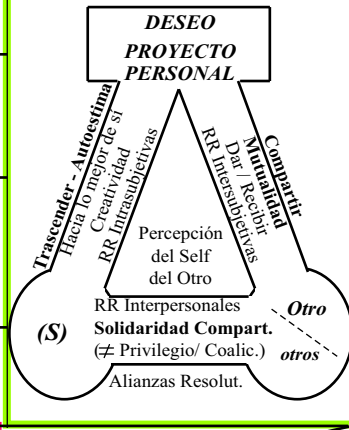 DESEO
PROYECTO
PERSONAL
Trascender - Autoestima
Hacia lo mejor de sí
Creatividad
RR Intrasubjetivas
Compartir
Mutualidad
Dar / Recibir
RR Intersubjetivas
Percepción
del Self
del Otro
(S)
RR Interpersonales
Solidaridad Compart.
(≠ Privilegio/ Coalic.)
Alianzas Resolut.
Otro
otros